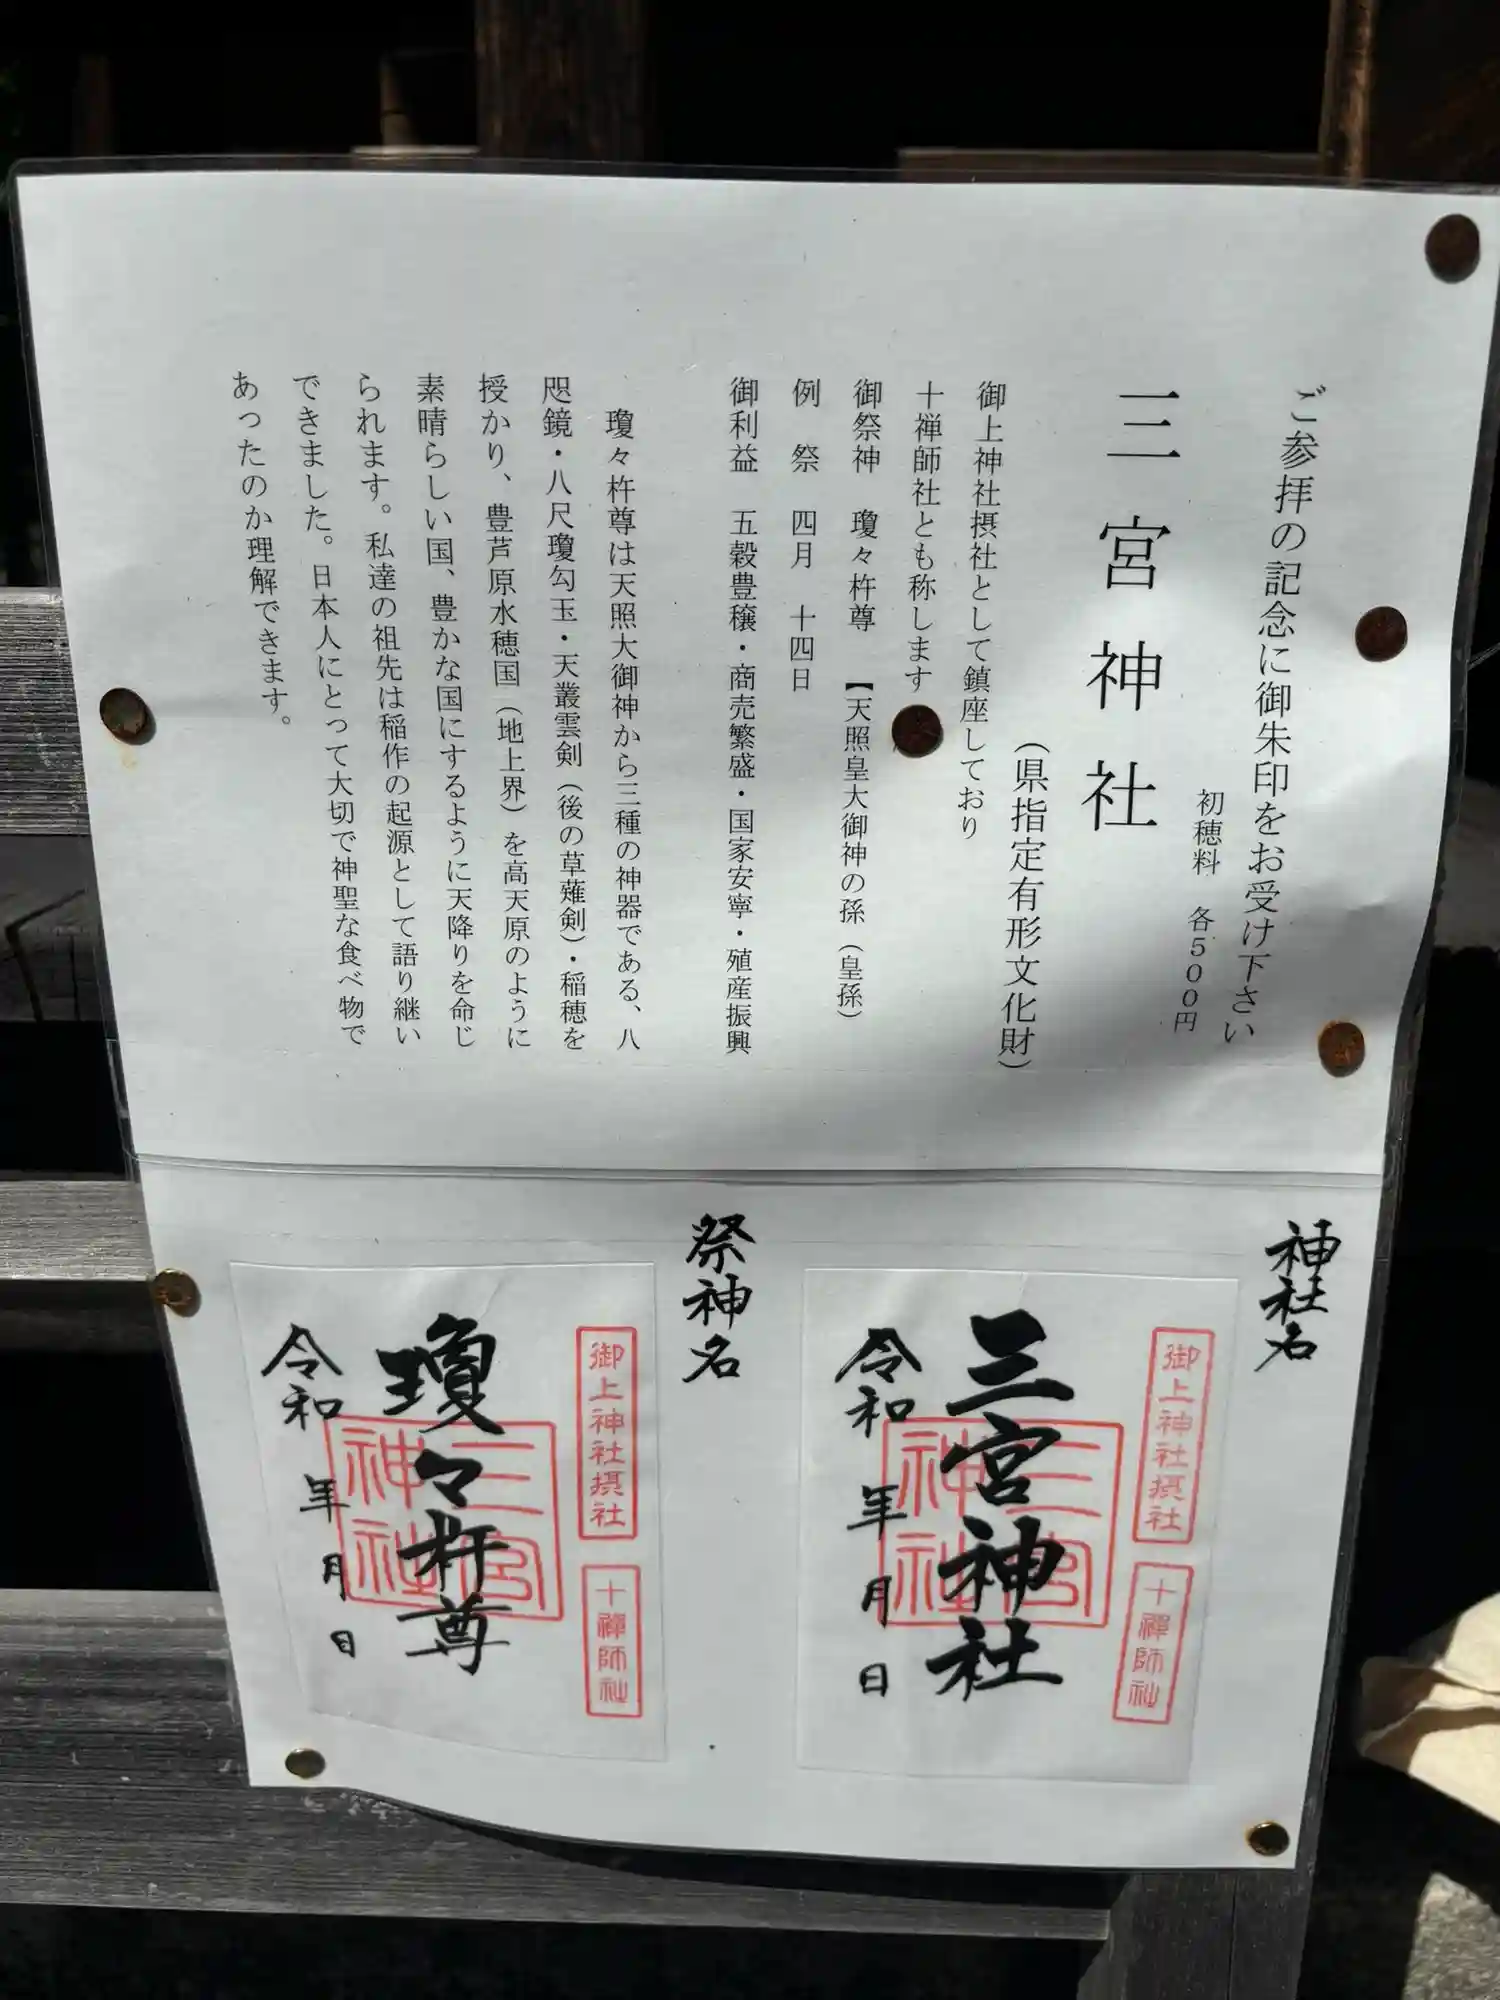 ご参拝の記念に御朱印をお受け下さい
初穂料 各500円
三宮神社
(県指定有形文化財)
御上神社摂社として鎮座しており
十禅師社とも称します
御祭神 瓊々杵尊 【天照皇大御神の孫(皇孫)
例 祭 四月 十四日
御利益 五穀豊穣・商売繁盛・国家安寧・殖産振興
瓊々杵尊は天照大御神から三種の神器である、八
咫鏡・八尺瓊勾玉・天叢雲剣(後の草薙剣)・稲穂を
授かり、豊芦原水穂国(地上界)を高天原のように
素晴らしい国、豊かな国にするように天降りを命じ
られます。私達の祖先は稲作の起源として語り継い
できました。日本人にとって大切で神聖な食べ物で
あったのか理解できます。
神社名
御上神社摂社
十禅師社
三宮神社
三宮神社
令和 年 月 日
祭神名
御上神社摂社
十禅師社
瓊々杵尊
三宮神社
令和 年 月 日